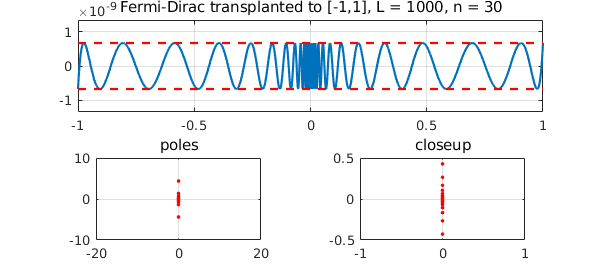 ×10-9 Fermi-Dirac transplanted to [-1,1], L = 1000, n = 30
1
0
-1
-1 -0.5 0 0.5 1
poles closeup
10 0.5
0 0
-10 -0.5
-20 0 20 -1 0 1